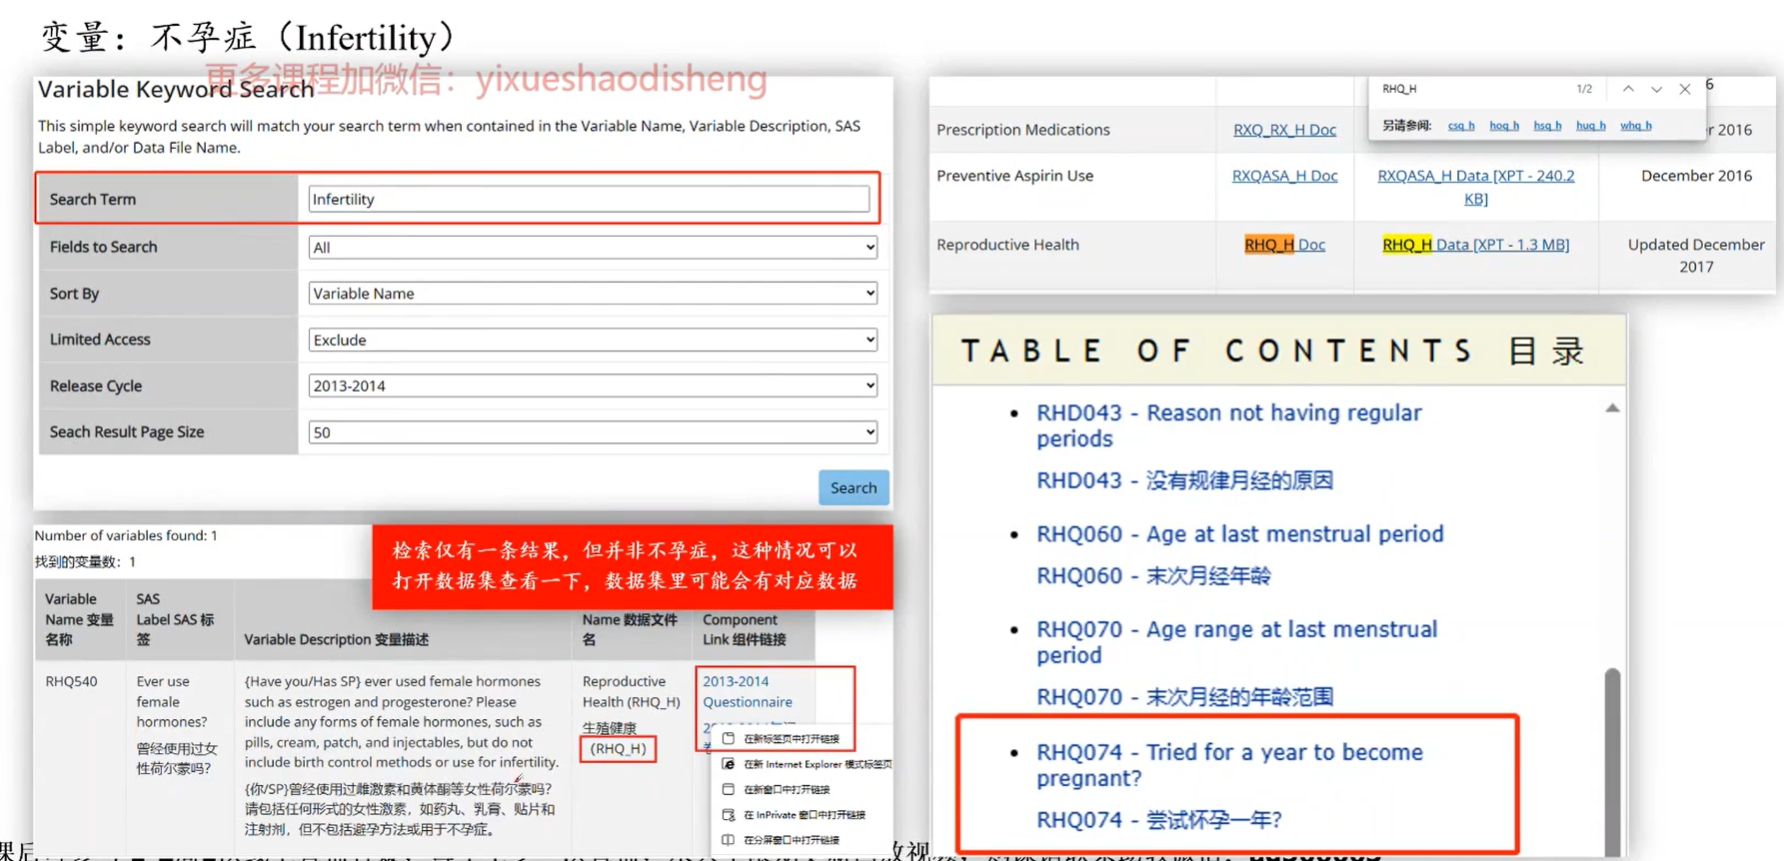 变量：不孕症（Infertility）
更多课程加微信：yixueshaodisheng
Variable Keyword Search
This simple keyword search will match your search term when contained in the Variable Name, Variable Description, SAS
Label, and/or Data File Name.
Search Term Infertility
Fields to Search All
Sort By Variable Name
Limited Access Exclude
Release Cycle 2013-2014
Seach Result Page Size 50
Search
Number of variables found: 1
找到的变量数：1
检索仅有一条结果，但并非不孕症，这种情况可以
打开数据集查看一下，数据集里可能会有对应数据
Variable
Name 变量
名称
SAS
Label SAS 标
签
Variable Description 变量描述
Name 数据文件
名
Component
Link 组件链接
RHQ540
Ever use
female
hormones?
曾经使用过女
性荷尔蒙吗?
{Have you/Has SP} ever used female hormones
such as estrogen and progesterone? Please
include any forms of female hormones, such as
pills, cream, patch, and injectables, but do not
include birth control methods or use for infertility.
{你/SP}曾经使用过雌激素和黄体酮等女性荷尔蒙吗?
请包括任何形式的女性激素，如药丸、乳膏、贴片和
注射剂，但不包括避孕方法或用于不孕症。
Reproductive
Health (RHQ_H)
生殖健康
(RHQ_H)
2013-2014
Questionnaire
在新标签页中打开链接
在新 Internet Explorer 模式标签页
在新窗口中打开链接
在 InPrivate 窗口中打开链接
在分屏窗口中打开链接
RHQ_H 1/2
另请参阅: csq_h hoq_h hsq_h huq_h whq_h
Prescription Medications RXQ_RX_H Doc r 2016
Preventive Aspirin Use RXQASA_H Doc RXQASA_H Data [XPT - 240.2 December 2016
KB]
Reproductive Health RHQ_H Doc RHQ_H Data [XPT - 1.3 MB] Updated December
2017
TABLE OF CONTENTS 目录
• RHD043 - Reason not having regular
periods
RHD043 - 没有规律月经的原因
• RHQ060 - Age at last menstrual period
RHQ060 - 末次月经年龄
• RHQ070 - Age range at last menstrual
period
RHQ070 - 末次月经的年龄范围
• RHQ074 - Tried for a year to become
pregnant?
RHQ074 - 尝试怀孕一年?